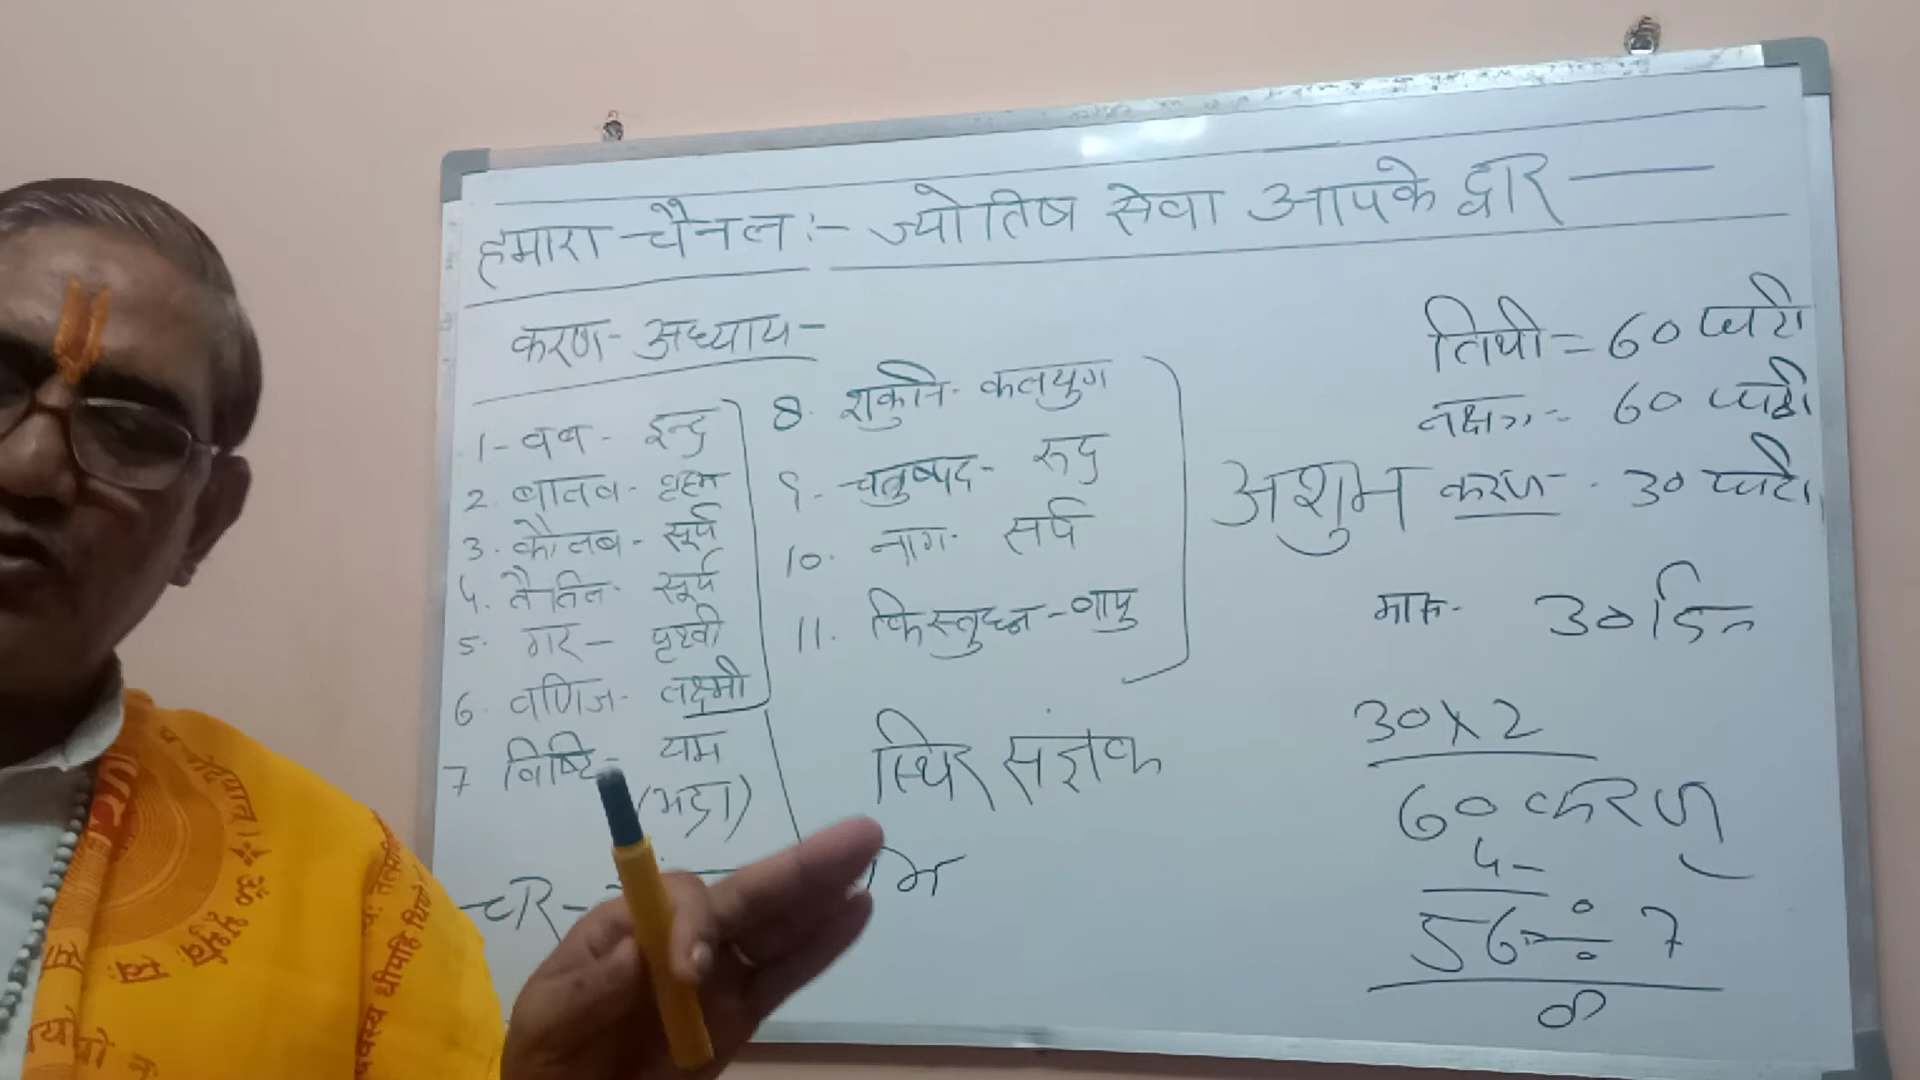 हमारा चैनल :- ज्योतिष सेवा आपके द्वार
करण- अध्याय-
1- वव - इन्द्र
2. बालव - ब्रह्म
3. कौलब - सूर्य
4. तैतिल - सूर्य
5. गर - पृथ्वी
6. वणिज - लक्ष्मी
7 विष्टि - यम
(भद्रा)
चर -
8. शकुनि - कलयुग
9. चतुष्पद - रुद्र
10. नाग - सर्प
11. किस्तुघ्न - वायु
स्थिर संज्ञक
तिथी = 60 घटी
नक्षत्र - 60 घटी
अशुभ करण - 30 घटी
मास - 30 दिन
30 x 2
60 करण
4 -
56 ÷ 7
8